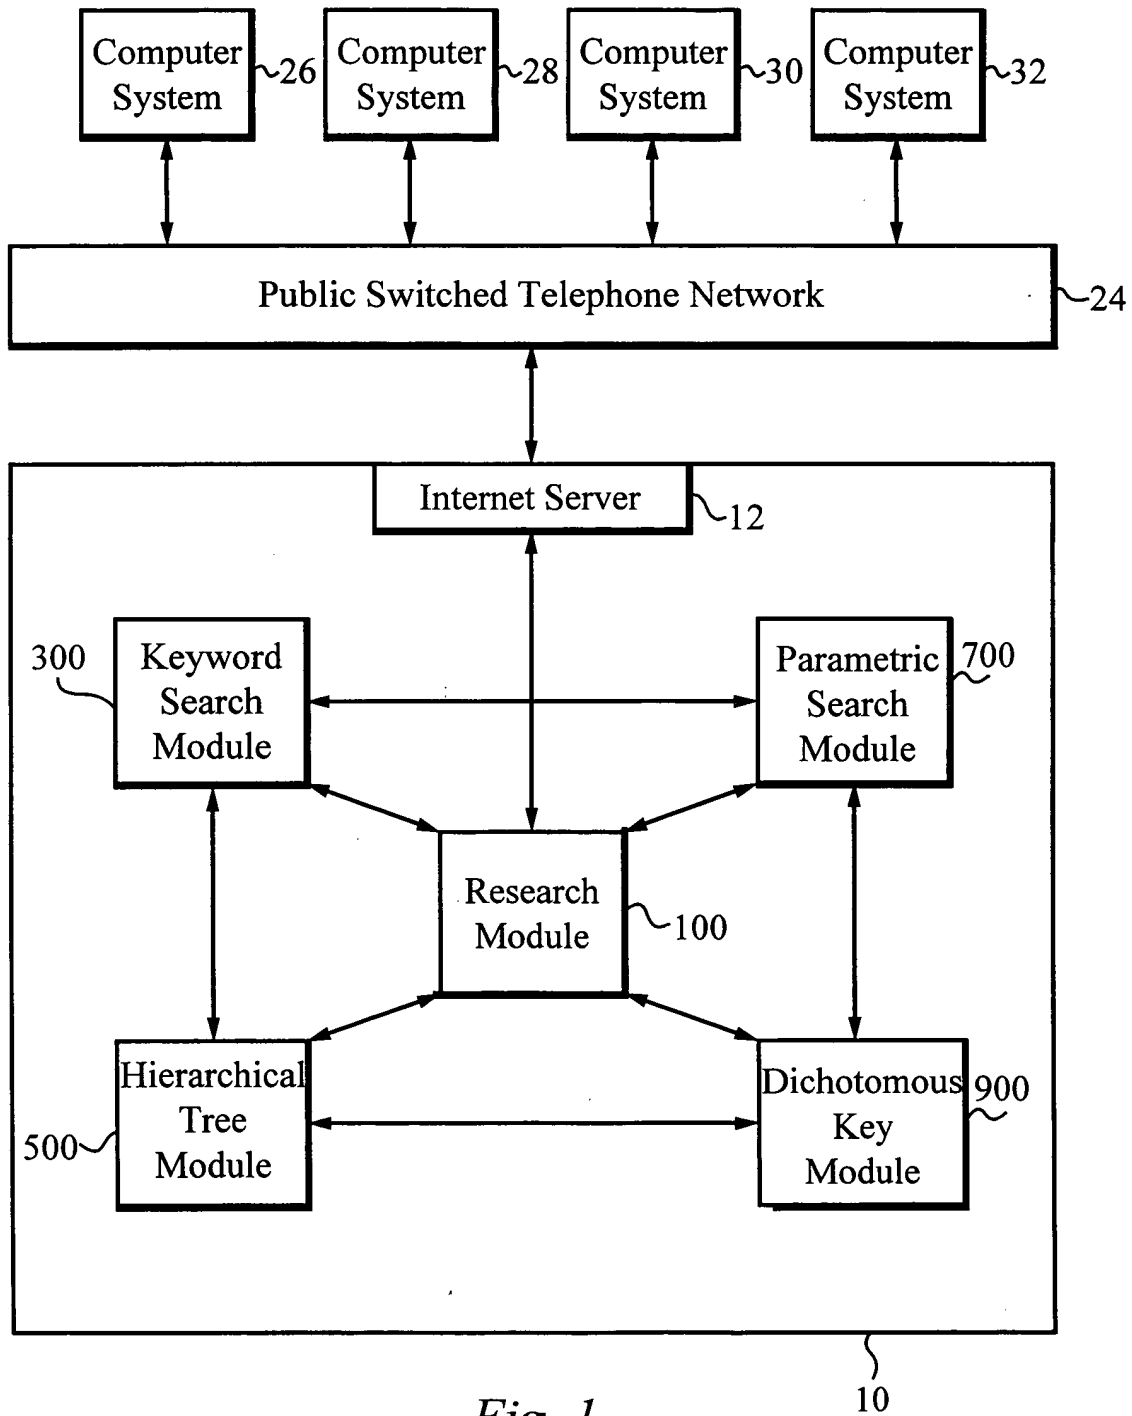 Computer
System
26
Computer
System
28
Computer
System
30
Computer
System
32
Public Switched Telephone Network
24
Internet Server
12
300
Keyword
Search
Module
Parametric
Search
Module
700
Research
Module
100
Hierarchical
Tree
Module
500
Dichotomous
Key
Module
900
10
Fig. 1